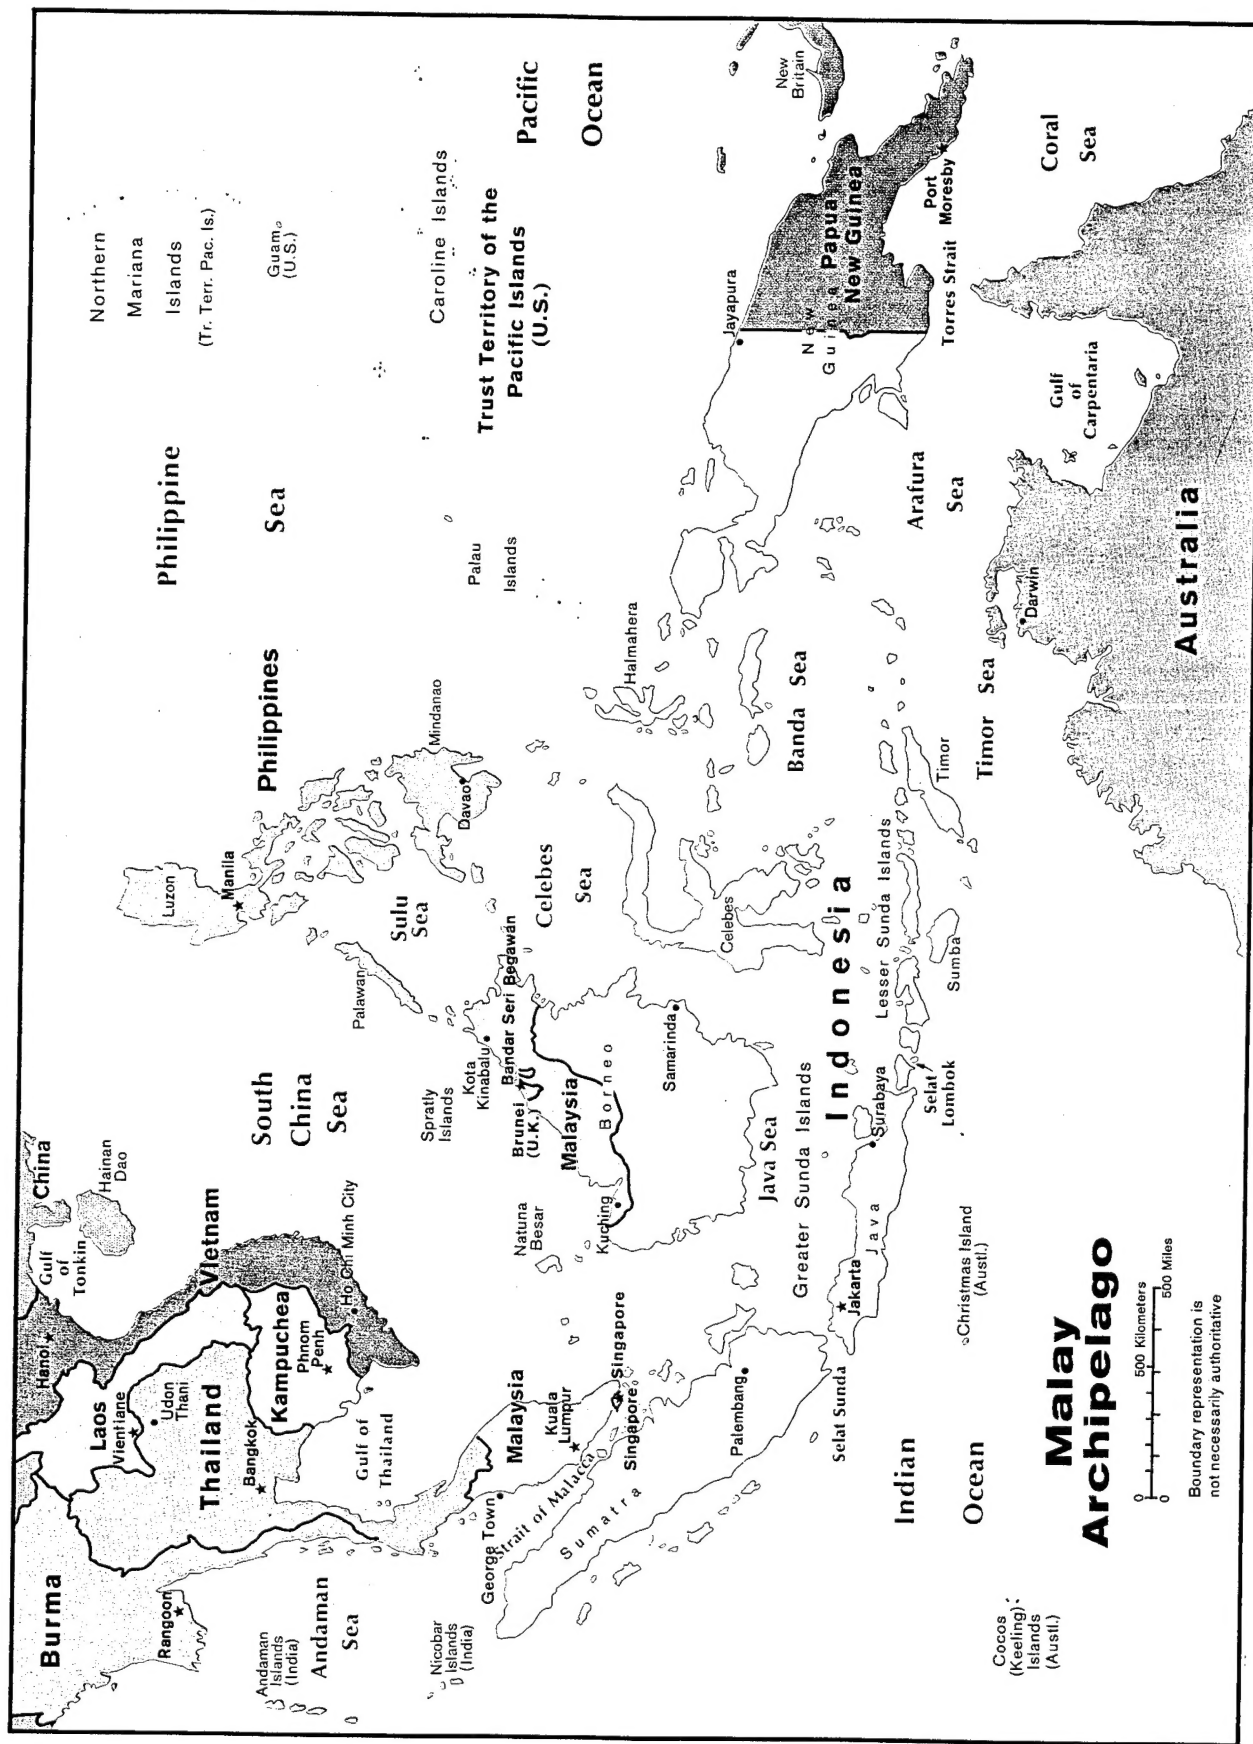 Burma
Rangoon
Andaman
Islands
(India)
Andaman
Sea
Nicobar
Islands
(India)
Hanoi
Laos
Vientiane
Udon
Thani
Thailand
Bangkok
Kampuchea
Phnom
Penh
Gulf of
Thailand
Vietnam
Ho Chi Minh City
Gulf
of
Tonkin
China
Hainan
Dao
South
China
Sea
Luzon
Manila
Philippines
Philippine
Sea
Northern
Mariana
Islands
(Tr. Terr. Pac. Is.)
Guam
(U.S.)
Caroline Islands
Trust Territory of the
Pacific Islands
(U.S.)
Pacific
Ocean
Palau
Islands
Palawan
Sulu
Sea
Mindanao
Davao
Spratly
Islands
Kota
Kinabalu
Bandar Seri Begawan
Brunei
(U.K.)
Celebes
Sea
Malaysia
Borneo
Kuching
Samarinda
Natuna
Besar
George Town
Malaysia
Kuala
Lumpur
Strait of Malacca
Singapore
Singapore
Sumatra
Palembang
Selat Sunda
Java Sea
Greater Sunda Islands
Indonesia
Jakarta
Java
Surabaya
Selat
Lombok
Lesser Sunda Islands
Sumba
Timor
Celebes
Halmahera
Banda Sea
Timor Sea
Arafura
Sea
Jayapura
New
Guinea
Papua
New Guinea
New
Britain
Port
Moresby
Torres Strait
Coral
Sea
Gulf
of
Carpentaria
Darwin
Australia
Indian
Ocean
Christmas Island
(Austl.)
Cocos
(Keeling)
Islands
(Austl.)
Malay
Archipelago
0 500 Kilometers
0 500 Miles
Boundary representation is
not necessarily authoritative